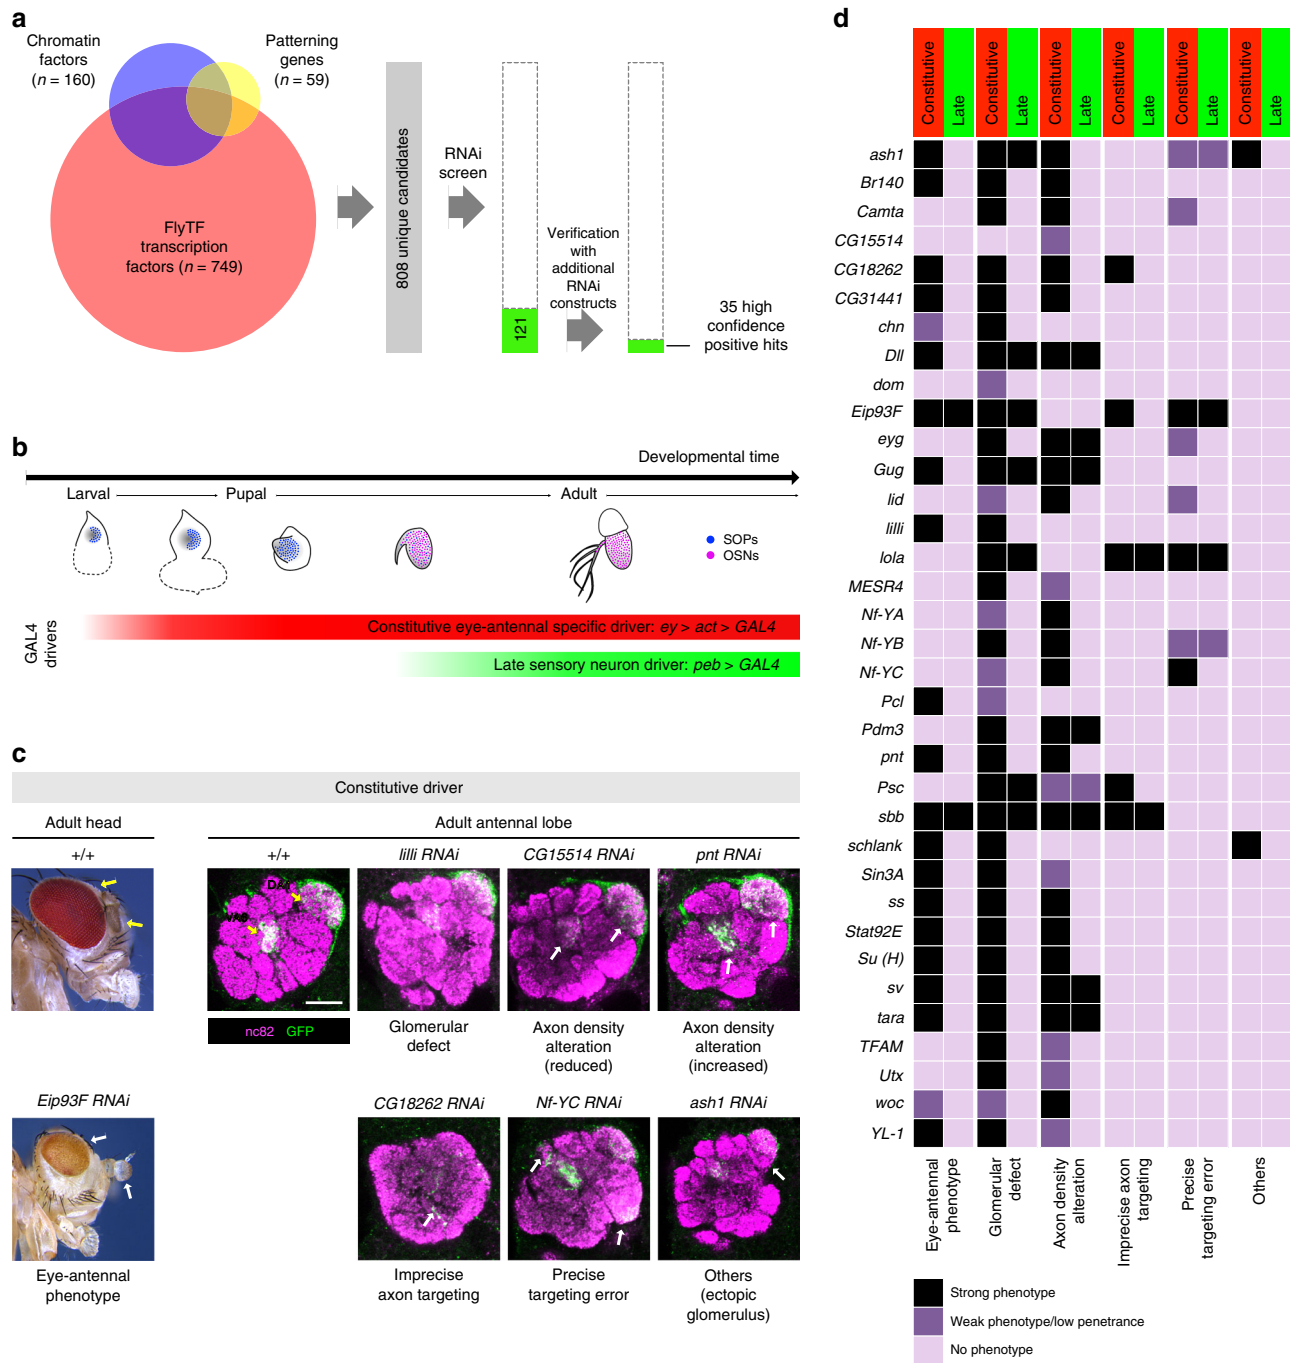 a
Chromatin
factors
(n = 160)
Patterning
genes
(n = 59)
FlyTF
transcription
factors (n = 749)
808 unique candidates
RNAi
screen
121
Verification
with
additional
RNAi
constructs
35 high
confidence
positive hits
b
Developmental time
Larval
Pupal
Adult
SOPs
OSNs
GAL4
drivers
Constitutive eye-antennal specific driver: ey > act > GAL4
Late sensory neuron driver: peb > GAL4
c
Constitutive driver
Adult head
Adult antennal lobe
+/+
+/+
lilli RNAi
CG15514 RNAi
pnt RNAi
nc82 GFP
Glomerular
defect
Axon density
alteration
(reduced)
Axon density
alteration
(increased)
Eip93F RNAi
CG18262 RNAi
Nf-YC RNAi
ash1 RNAi
Eye-antennal
phenotype
Imprecise
axon targeting
Precise
targeting error
Others
(ectopic
glomerulus)
d
Constitutive
Late
Constitutive
Late
Constitutive
Late
Constitutive
Late
Constitutive
Late
Constitutive
Late
ash1
Br140
Camta
CG15514
CG18262
CG31441
chn
Dll
dom
Eip93F
eyg
Gug
lid
lilli
lola
MESR4
Nf-YA
Nf-YB
Nf-YC
Pcl
Pdm3
pnt
Psc
sbb
schlank
Sin3A
ss
Stat92E
Su (H)
sv
tara
TFAM
Utx
woc
YL-1
Eye-antennal
phenotype
Glomerular
defect
Axon density
alteration
Imprecise axon
targeting
Precise
targeting error
Others
Strong phenotype
Weak phenotype/low penetrance
No phenotype